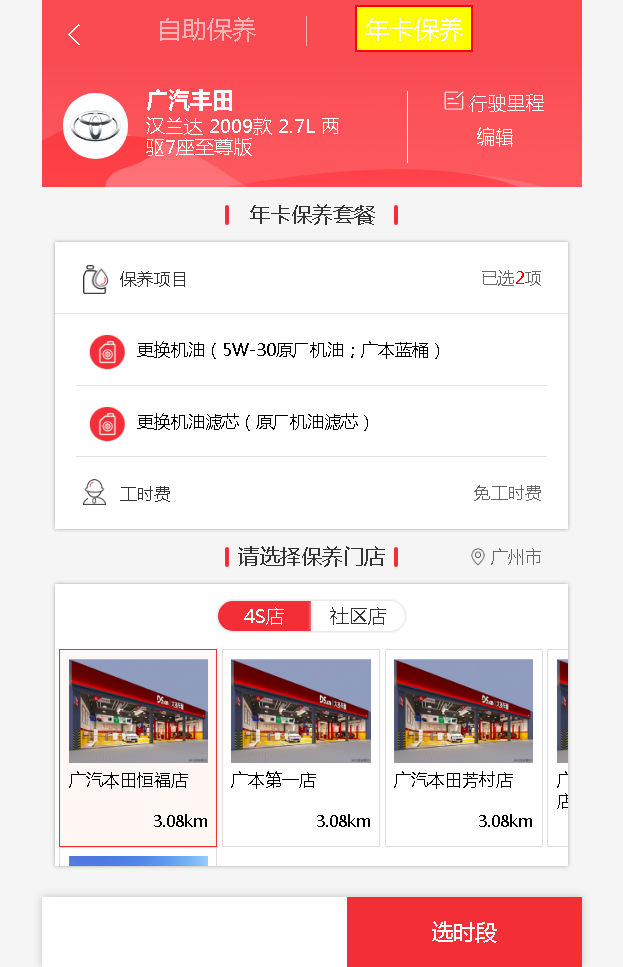 自助保养
年卡保养
广汽丰田
汉兰达 2009款 2.7L 两
驱7座至尊版
行驶里程
编辑
年卡保养套餐
保养项目
已选2项
更换机油（5W-30原厂机油；广本蓝桶）
更换机油滤芯（原厂机油滤芯）
工时费
免工时费
请选择保养门店
广州市
4S店
社区店
广汽本田恒福店
3.08km
广本第一店
3.08km
广汽本田芳村店
3.08km
选时段